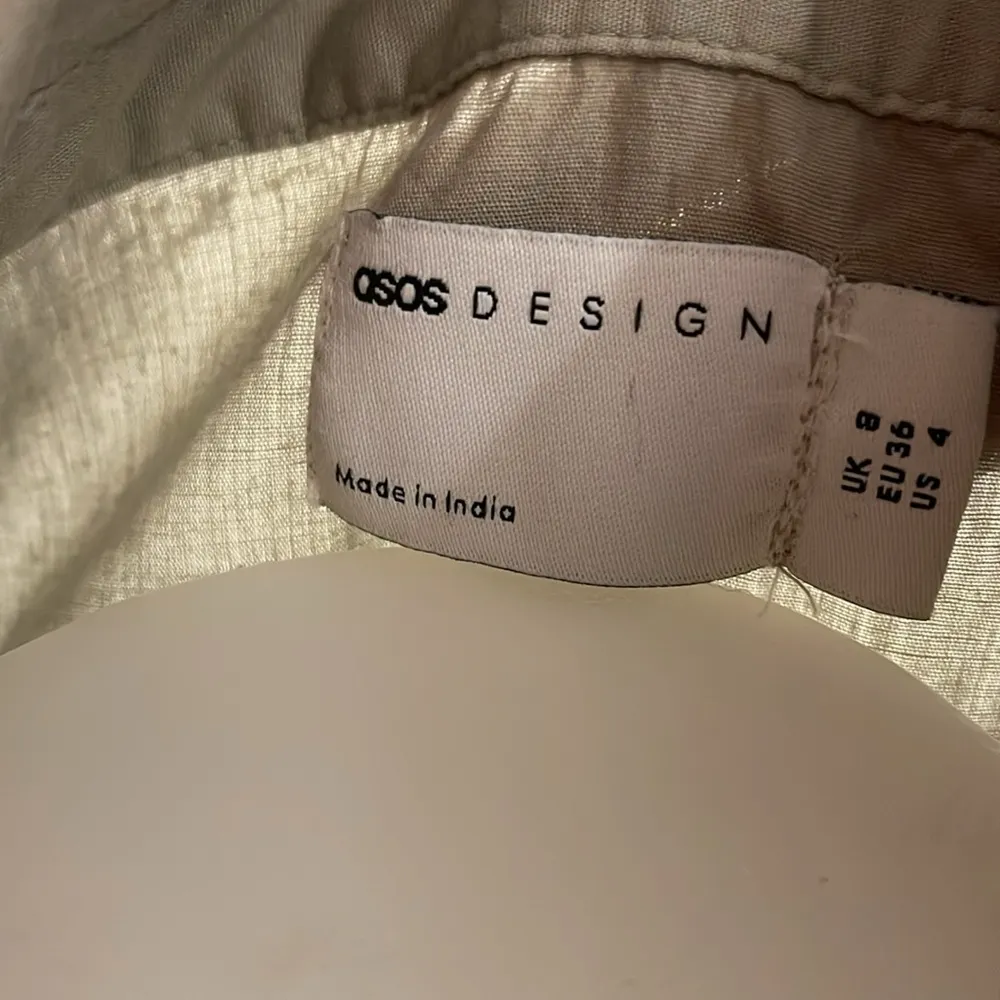 asos DESIGN
Made in India
UK 8
EU 36
US 4